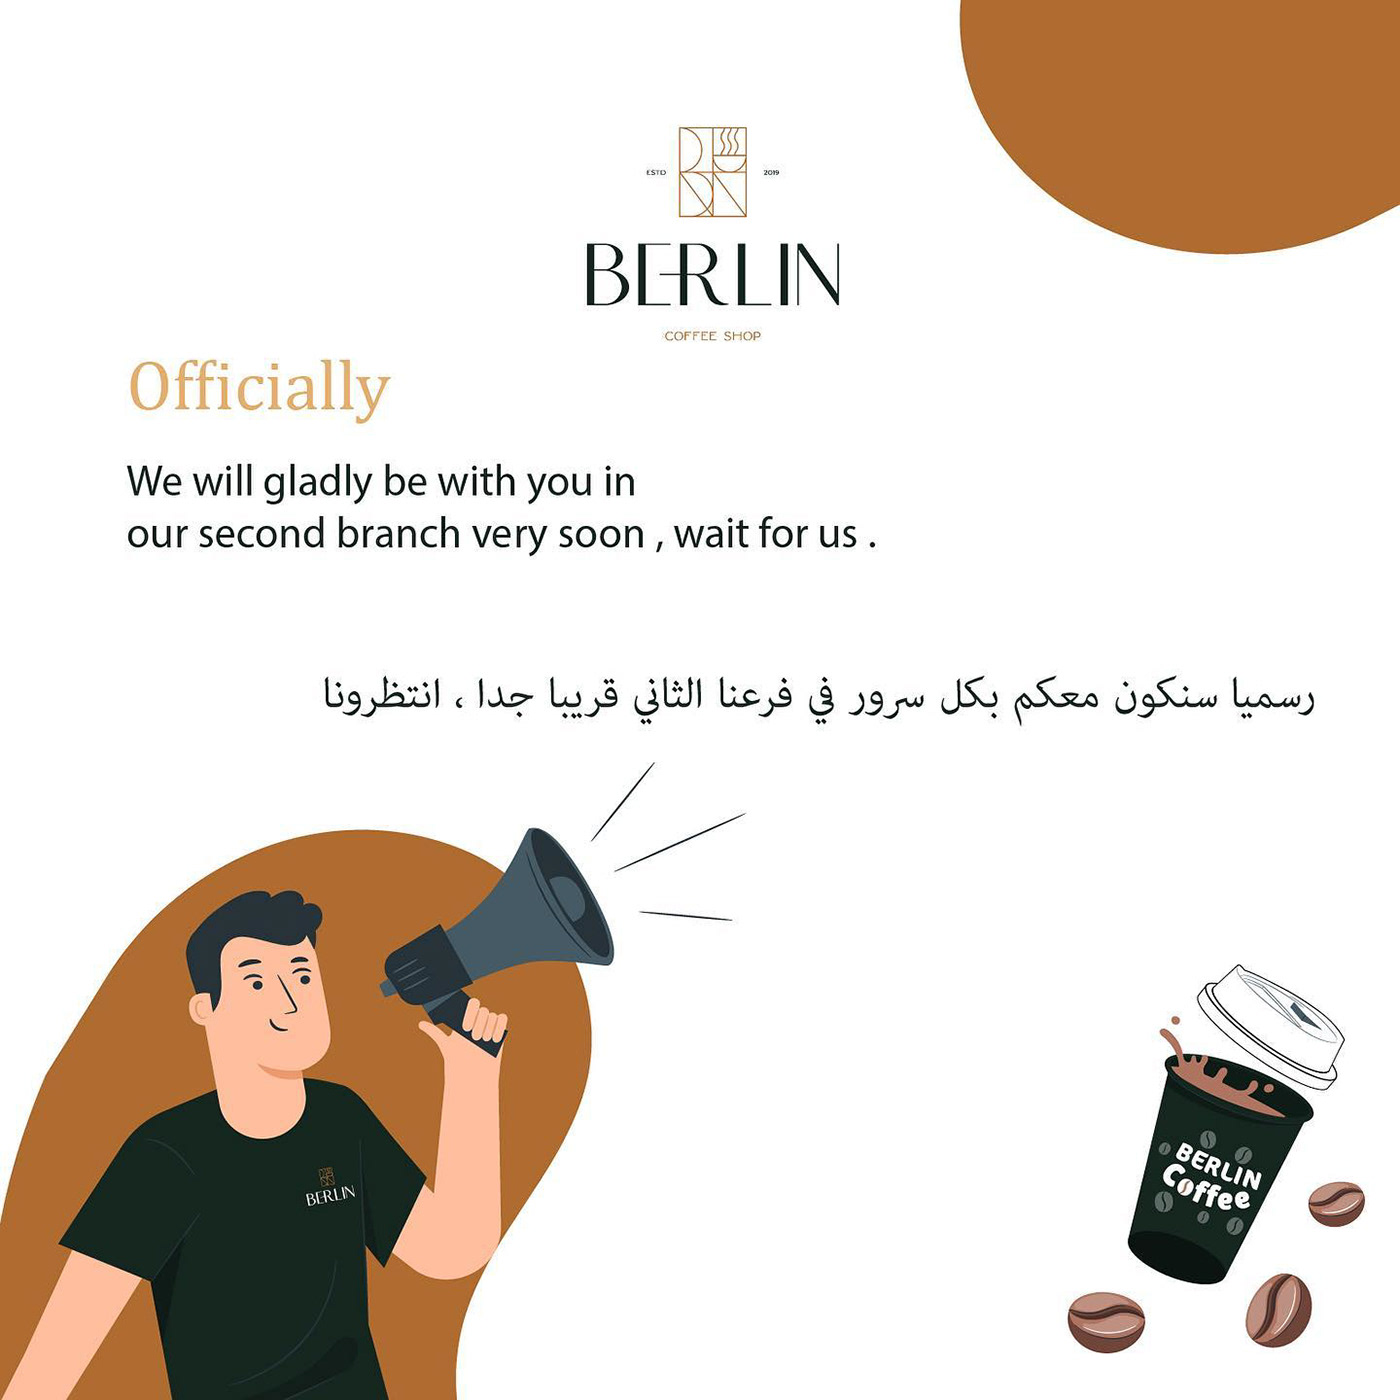 ESTD 2019
BERLIN
COFFEE SHOP
Officially
We will gladly be with you in
our second branch very soon , wait for us .
رسميا سنكون معكم بكل سرور في فرعنا الثاني قريبا جدا ، انتظرونا
BERLIN
BERLIN
Coffee